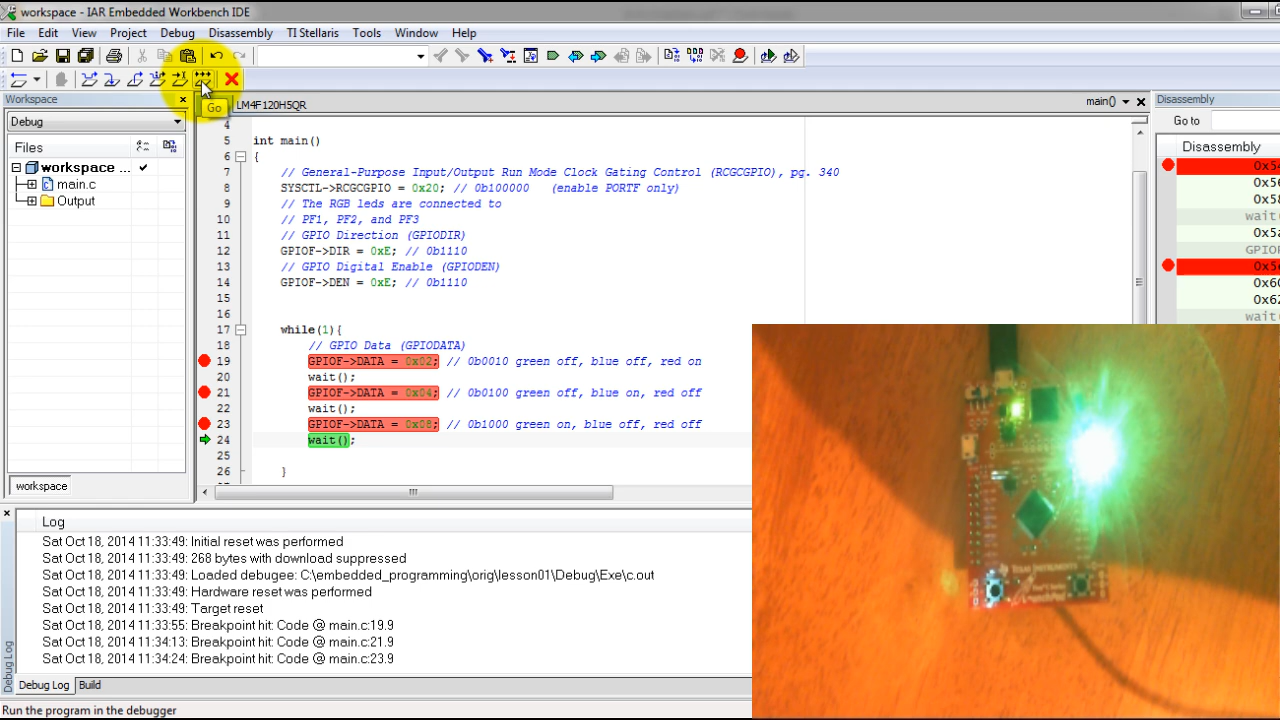 workspace - IAR Embedded Workbench IDE
File Edit View Project Debug Disassembly TI Stellaris Tools Window Help
Workspace
Go
LM4F120H5QR
main()
Disassembly
Debug
Go to
Files
Disassembly
workspace ...
main.c
Output
4
5 int main()
6 {
7 // General-Purpose Input/Output Run Mode Clock Gating Control (RCGCGPIO), pg. 340
8 SYSCTL->RCGCGPIO = 0x20; // 0b100000 (enable PORTF only)
9 // The RGB leds are connected to
10 // PF1, PF2, and PF3
11 // GPIO Direction (GPIODIR)
12 GPIOF->DIR = 0xE; // 0b1110
13 // GPIO Digital Enable (GPIODEN)
14 GPIOF->DEN = 0xE; // 0b1110
15
16
17 while(1){
18 // GPIO Data (GPIODATA)
19 GPIOF->DATA = 0x02; // 0b0010 green off, blue off, red on
20 wait();
21 GPIOF->DATA = 0x04; // 0b0100 green off, blue on, red off
22 wait();
23 GPIOF->DATA = 0x08; // 0b1000 green on, blue off, red off
24 wait();
25
26 }
0x5
0x58
wait(
0x5a
GPIO
0x60
0x62
wait(
workspace
Log
Sat Oct 18, 2014 11:33:49: Initial reset was performed
Sat Oct 18, 2014 11:33:49: 268 bytes with download suppressed
Sat Oct 18, 2014 11:33:49: Loaded debugee: C:\embedded_programming\orig\lesson01\Debug\Exe\c.out
Sat Oct 18, 2014 11:33:49: Hardware reset was performed
Sat Oct 18, 2014 11:33:49: Target reset
Sat Oct 18, 2014 11:33:55: Breakpoint hit: Code @ main.c:19.9
Sat Oct 18, 2014 11:34:13: Breakpoint hit: Code @ main.c:21.9
Sat Oct 18, 2014 11:34:24: Breakpoint hit: Code @ main.c:23.9
Debug Log
Debug Log Build
Run the program in the debugger
TEXAS INSTRUMENTS
LaunchPad